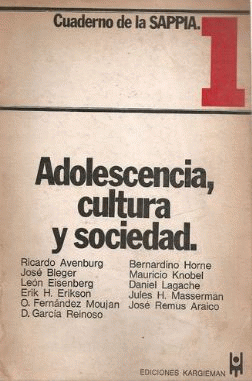 Cuaderno de la SAPPIA.
1
Adolescencia,
cultura
y sociedad.
Ricardo Avenburg
José Bleger
León Eisenberg
Erik H. Erikson
O. Fernández Moujan
D. García Reinoso
Bernardino Horne
Mauricio Knobel
Daniel Lagache
Jules H. Masserman
José Remus Araico
EDICIONES KARGIEMAN